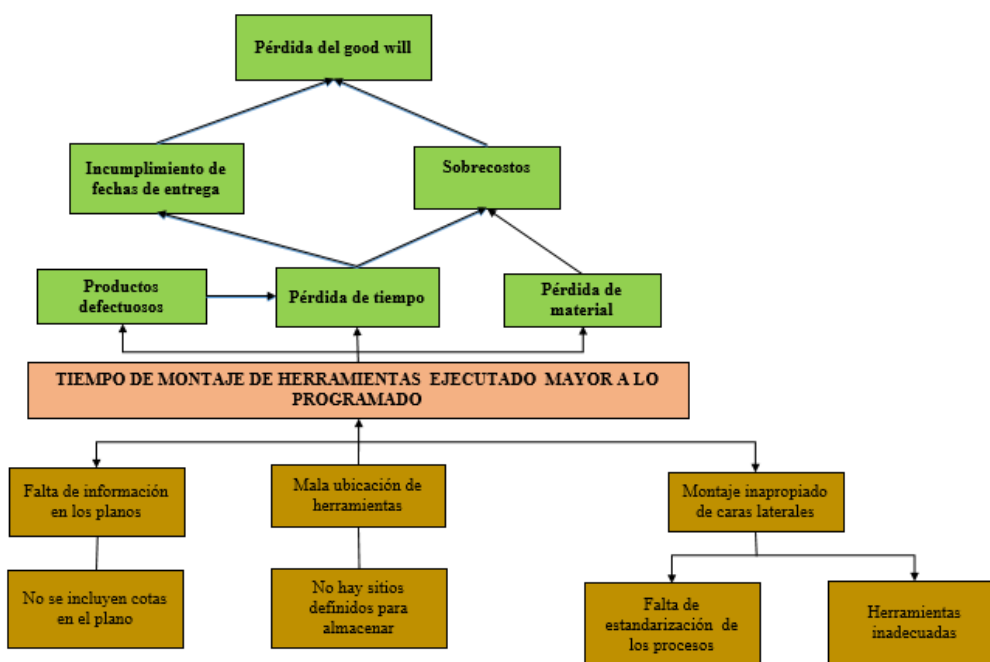 Pérdida del good will
Incumplimiento de
fechas de entrega
Sobrecostos
Productos
defectuosos
Pérdida de tiempo
Pérdida de
material
TIEMPO DE MONTAJE DE HERRAMIENTAS EJECUTADO MAYOR A LO
PROGRAMADO
Falta de información
en los planos
Mala ubicación de
herramientas
Montaje inapropiado
de caras laterales
No se incluyen cotas
en el plano
No hay sitios
definidos para
almacenar
Falta de
estandarización de
los procesos
Herramientas
inadecuadas